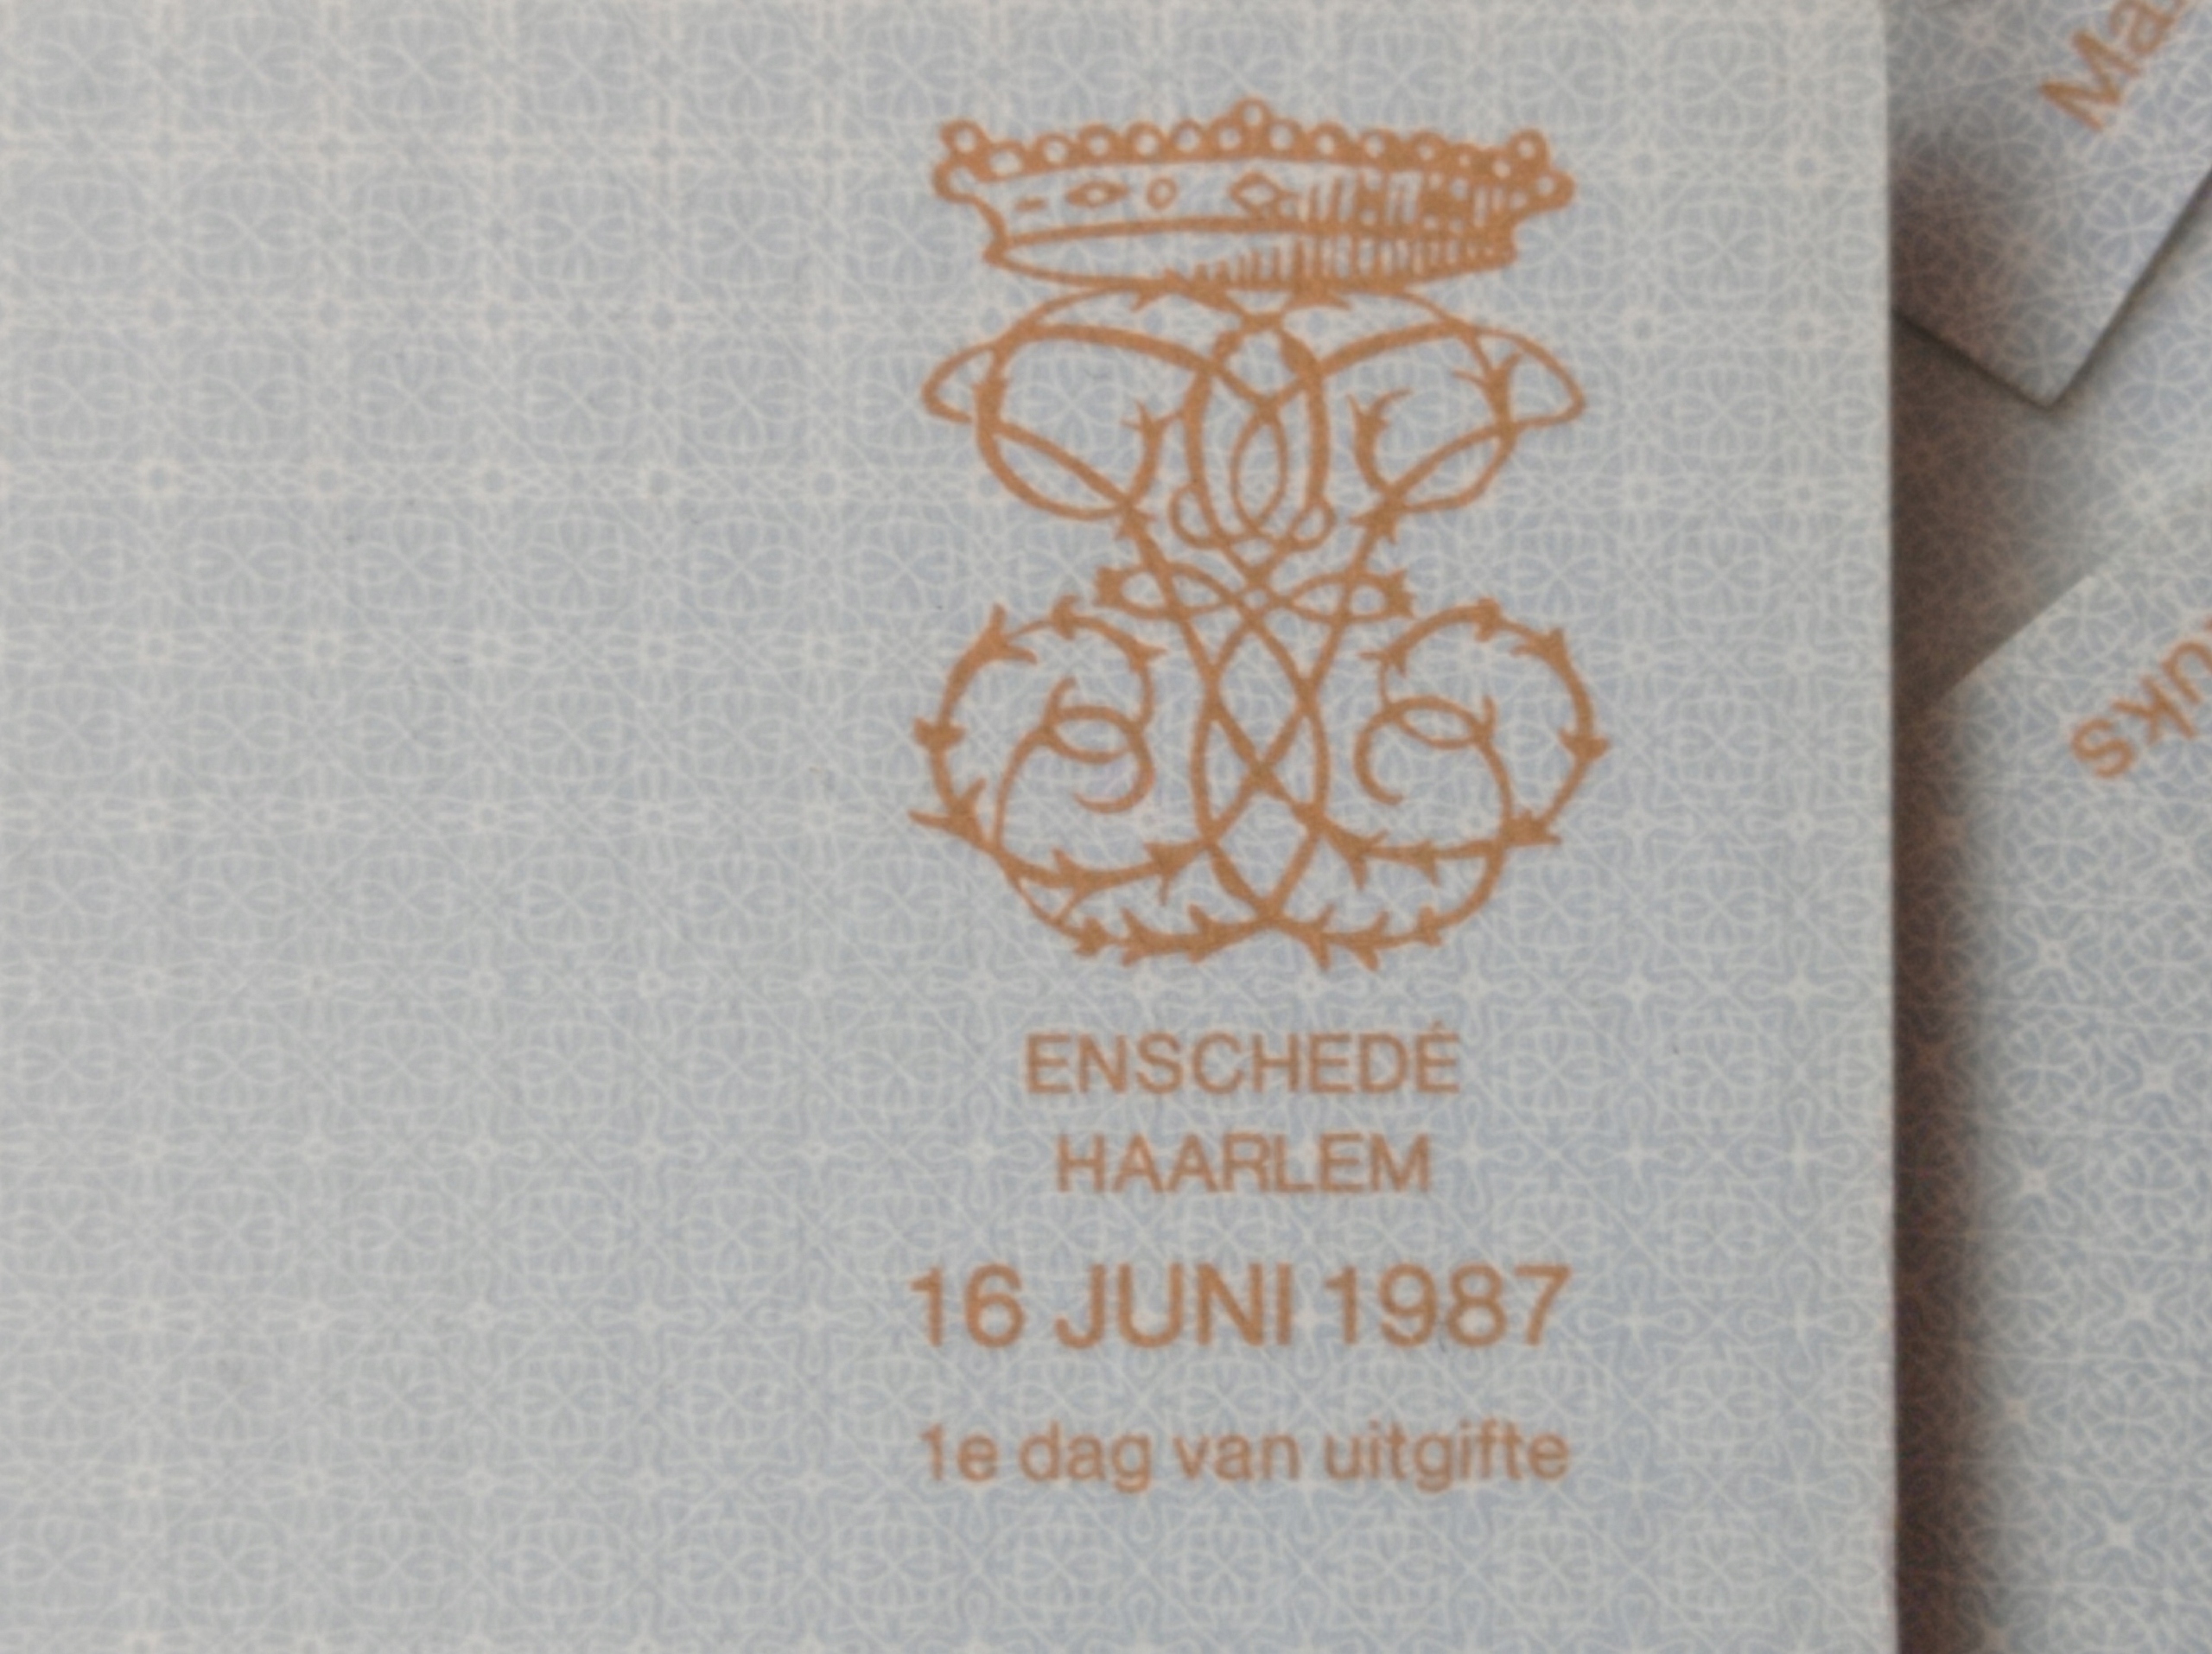 ENSCHEDÉ
HAARLEM
16 JUNI 1987
1e dag van uitgifte